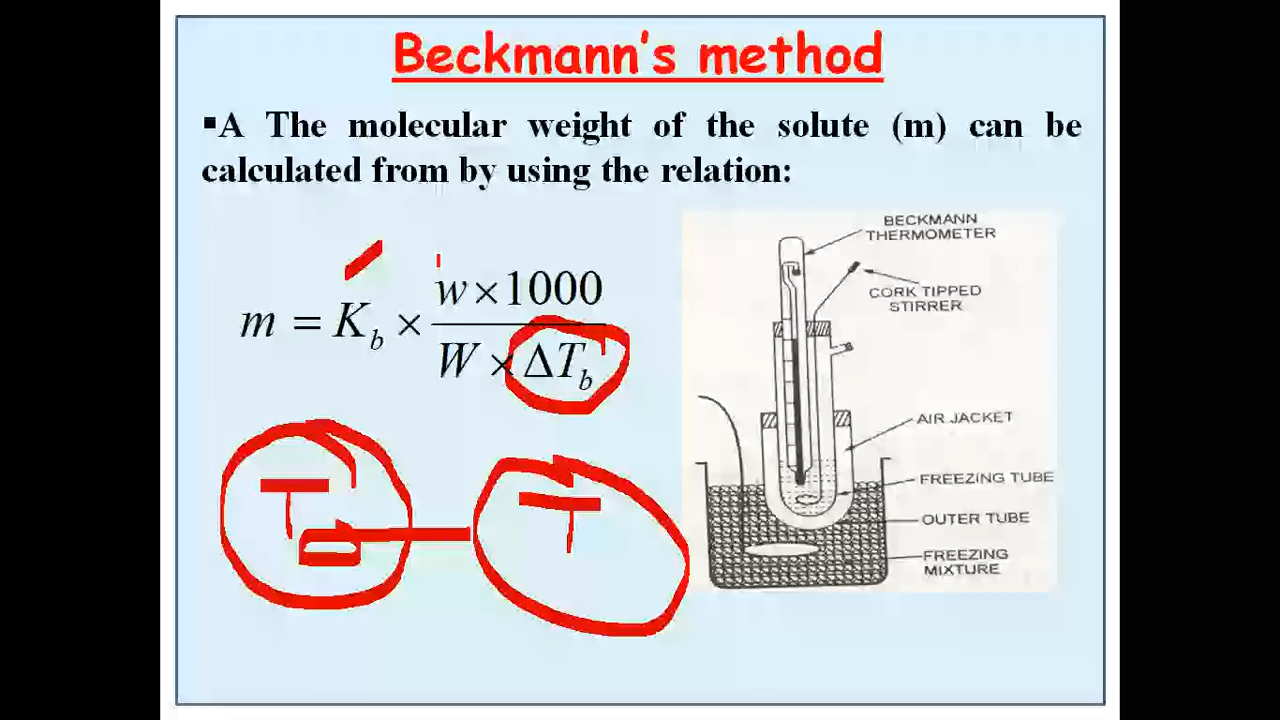 Beckmann's method
▪A The molecular weight of the solute (m) can be
calculated from by using the relation:
m = K_b × (w×1000) / (W×ΔT_b)
BECKMANN
THERMOMETER
CORK TIPPED
STIRRER
AIR JACKET
FREEZING TUBE
OUTER TUBE
FREEZING
MIXTURE
T
T